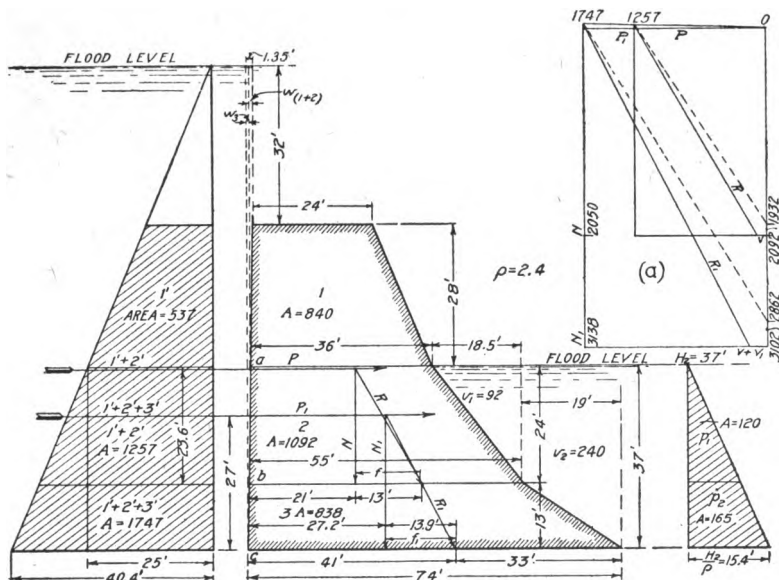 1747 1257 O
P₁ P
FLOOD LEVEL
1.35'
W(1+2)
W3
32'
24'
R
1832
2092
N 2050
R₁
(a)
2862
N₁ 3138
3102
V+V₁
ρ=2.4
28'
1'
AREA=537
1
A=840
36'
18.5'
FLOOD LEVEL H₂=37'
1'+2'
a P
V₁=92
19'
1'+2'+3'
1'+2'
A=1257
23.6'
P₁
2
A=1092
R
N N₁
24'
V₂=240
37'
A=120
P₁
27'
55'
b f
21' 13'
1'+2'+3'
A=1747
3 A=838
27.2' 13.9'
R₁
f₁
13'
P₂
A=165
c
25'
41' 33'
H₂/ρ=15.4'
40.4'
74'